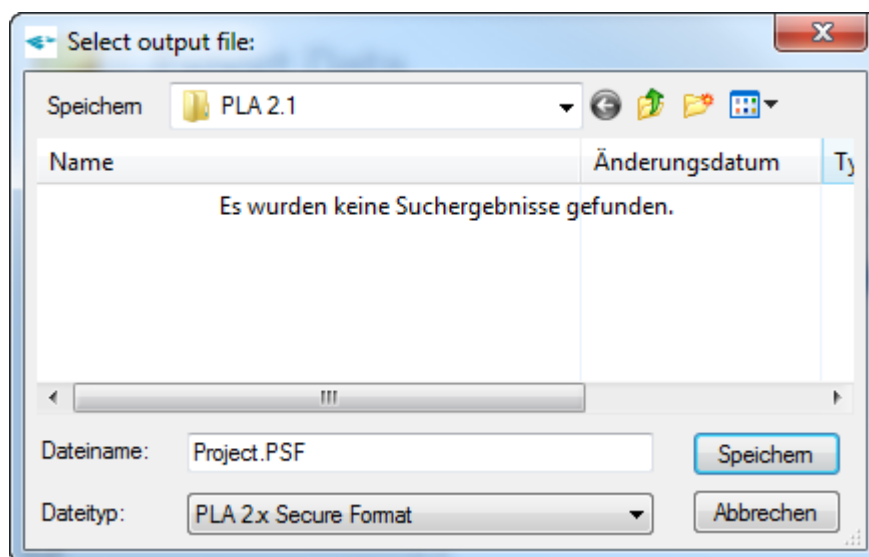 Select output file:
Speichern PLA 2.1
Name Änderungsdatum
Es wurden keine Suchergebnisse gefunden.
Dateiname: Project.PSF Speichern
Dateityp: PLA 2.x Secure Format Abbrechen